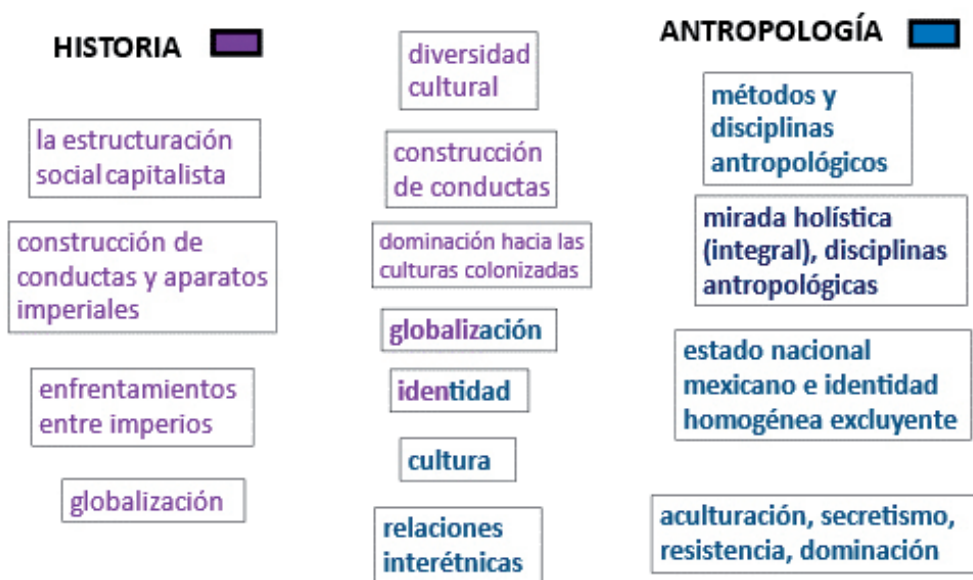 HISTORIA
la estructuración
social capitalista
construcción de
conductas y aparatos
imperiales
enfrentamientos
entre imperios
globalización
diversidad
cultural
construcción
de conductas
dominación hacia las
culturas colonizadas
globalización
identidad
cultura
relaciones
interétnicas
ANTROPOLOGÍA
métodos y
disciplinas
antropológicos
mirada holística
(integral), disciplinas
antropológicas
estado nacional
mexicano e identidad
homogénea excluyente
aculturación, secretismo,
resistencia, dominación